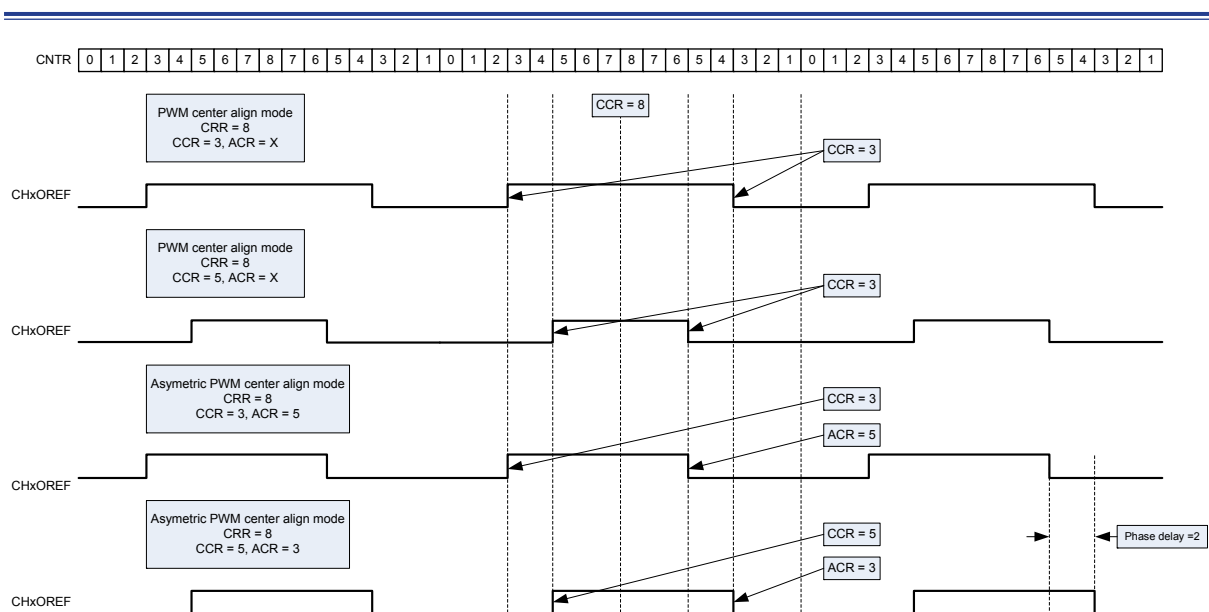 CNTR 0 1 2 3 4 5 6 7 8 7 6 5 4 3 2 1 0 1 2 3 4 5 6 7 8 7 6 5 4 3 2 1 0 1 2 3 4 5 6 7 8 7 6 5 4 3 2 1
PWM center align mode
CRR = 8
CCR = 3, ACR = X
CCR = 8
CCR = 3
CHxOREF
PWM center align mode
CRR = 8
CCR = 5, ACR = X
CCR = 3
CHxOREF
Asymetric PWM center align mode
CRR = 8
CCR = 3, ACR = 5
CCR = 3
ACR = 5
CHxOREF
Asymetric PWM center align mode
CRR = 8
CCR = 5, ACR = 3
CCR = 5
Phase delay =2
ACR = 3
CHxOREF